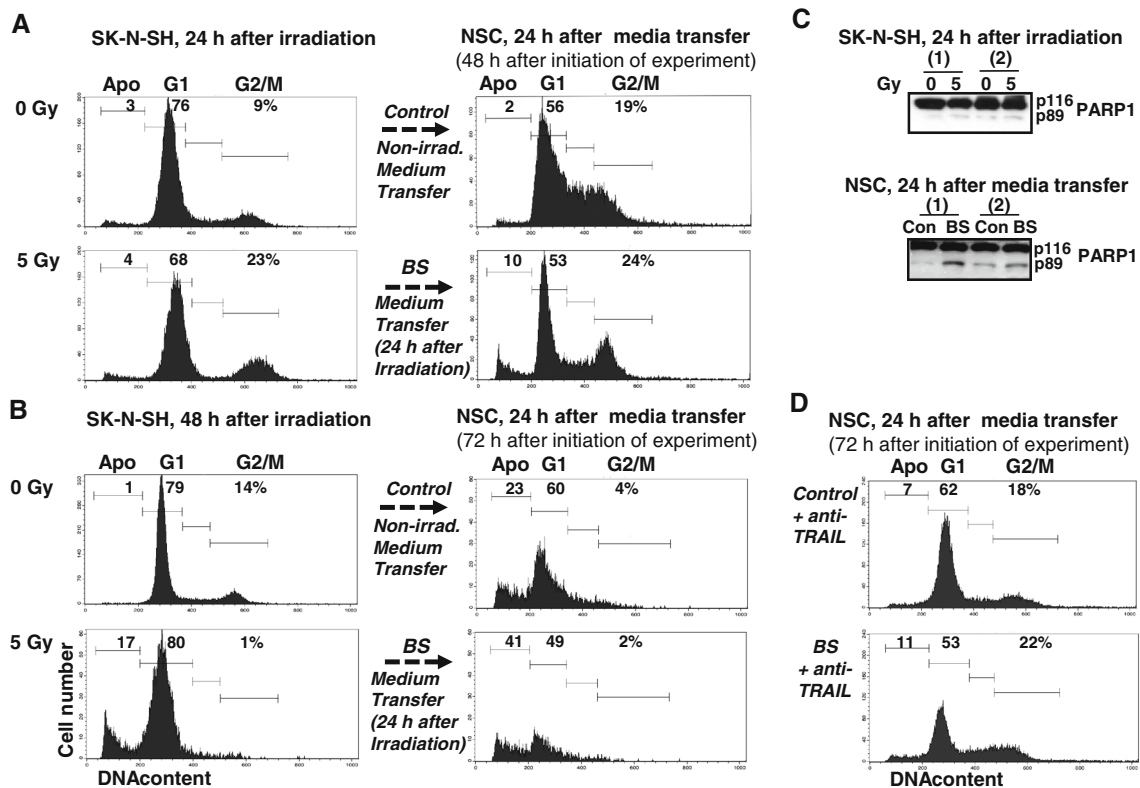 A
SK-N-SH, 24 h after irradiation
NSC, 24 h after media transfer
(48 h after initiation of experiment)
Apo G1 G2/M
Apo G1 G2/M
0 Gy
3 76 9%
Control
Non-irrad.
Medium
Transfer
2 56 19%
5 Gy
4 68 23%
BS
Medium
Transfer
(24 h after
Irradiation)
10 53 24%
B
SK-N-SH, 48 h after irradiation
NSC, 24 h after media transfer
(72 h after initiation of experiment)
Apo G1 G2/M
Apo G1 G2/M
0 Gy
1 79 14%
Control
Non-irrad.
Medium
Transfer
23 60 4%
5 Gy
17 80 1%
BS
Medium
Transfer
(24 h after
Irradiation)
41 49 2%
Cell number
DNAcontent
C
SK-N-SH, 24 h after irradiation
(1) (2)
Gy 0 5 0 5
p116
p89
PARP1
NSC, 24 h after media transfer
(1) (2)
Con BS Con BS
p116
p89
PARP1
D
NSC, 24 h after media transfer
(72 h after initiation of experiment)
Apo G1 G2/M
Control
+ anti-
TRAIL
7 62 18%
BS
+ anti-
TRAIL
11 53 22%
DNAcontent